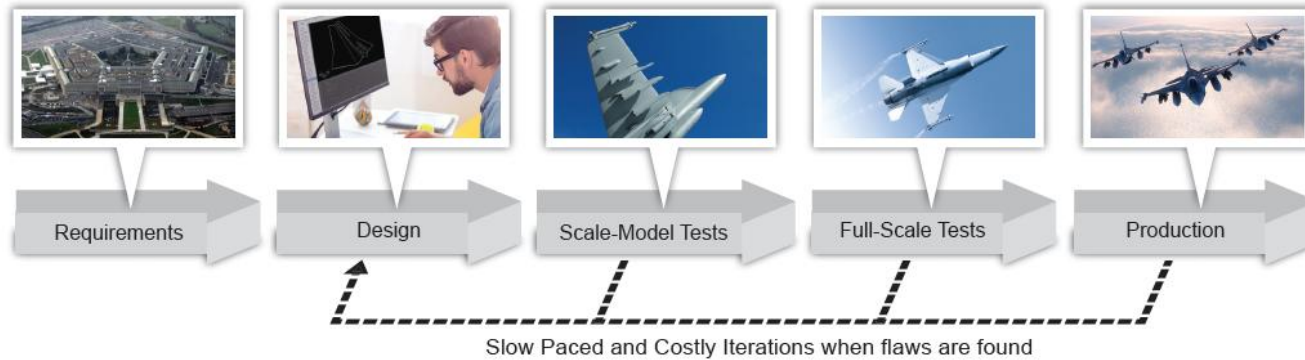 Requirements
Design
Scale-Model Tests
Full-Scale Tests
Production
Slow Paced and Costly Iterations when flaws are found